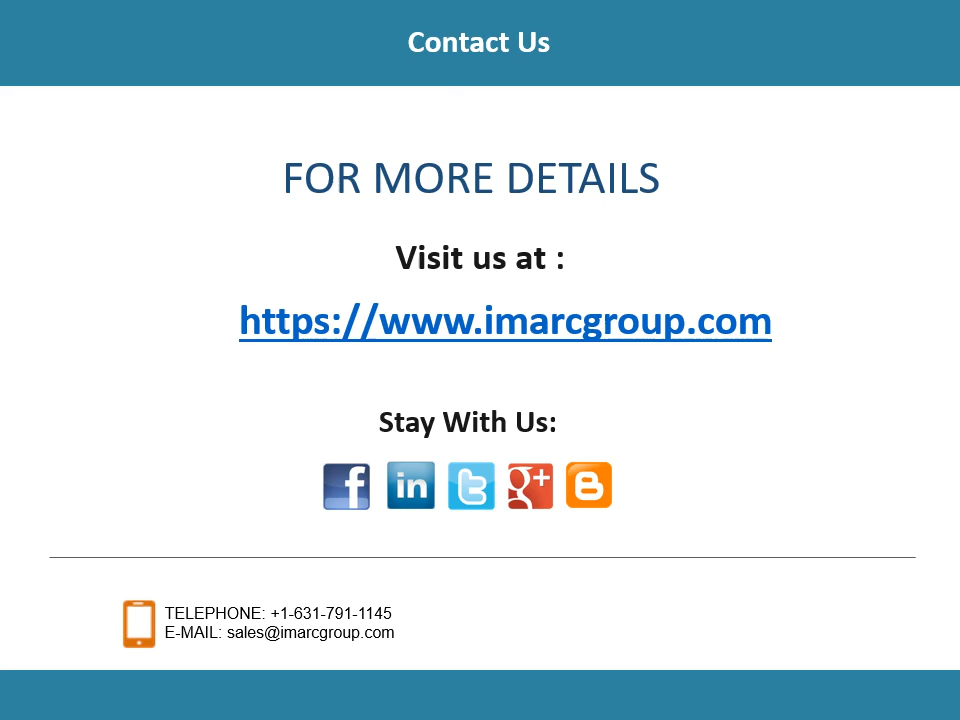 Contact Us
FOR MORE DETAILS
Visit us at :
https://www.imarcgroup.com
Stay With Us:
f in t g+ B
TELEPHONE: +1-631-791-1145
E-MAIL: sales@imarcgroup.com